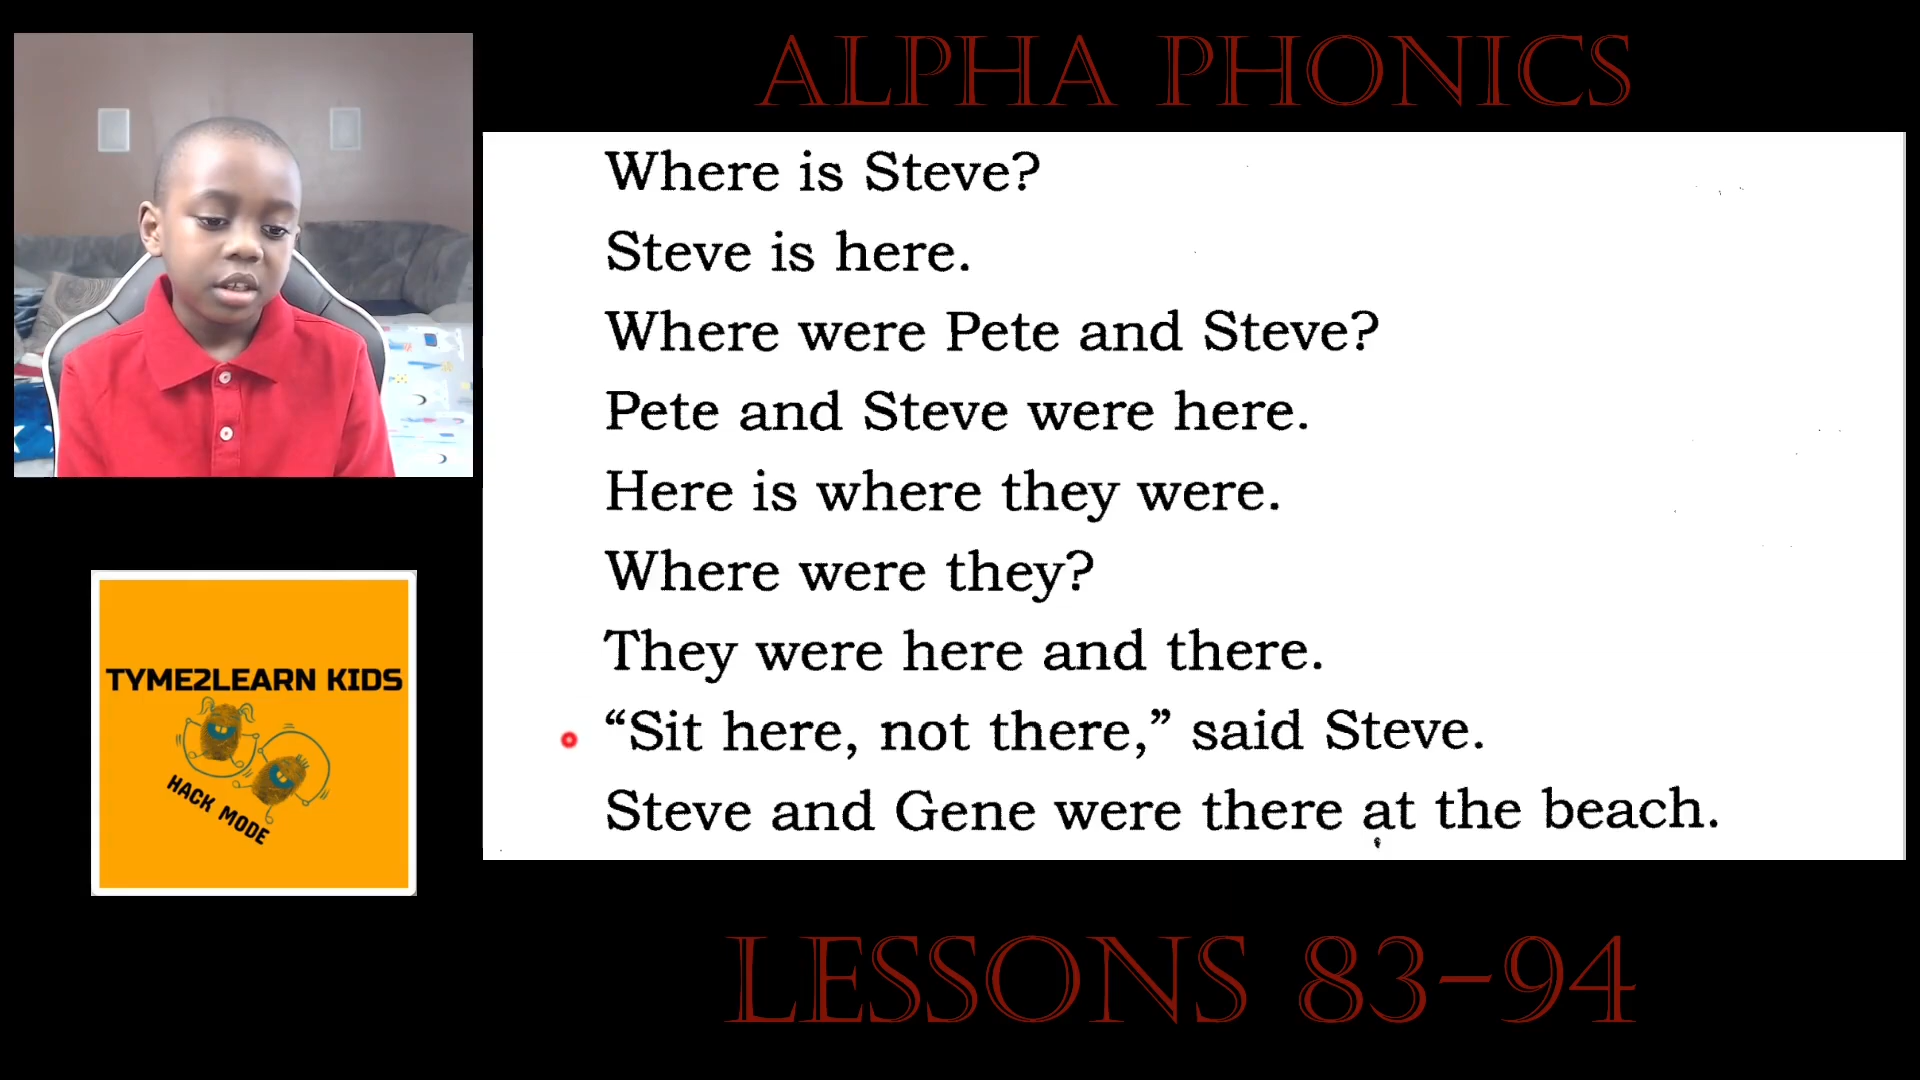 ALPHA PHONICS
Where is Steve?
Steve is here.
Where were Pete and Steve?
Pete and Steve were here.
Here is where they were.
Where were they?
They were here and there.
“Sit here, not there,” said Steve.
Steve and Gene were there at the beach.
TYME2LEARN KIDS
HACK MODE
LESSONS 83-94